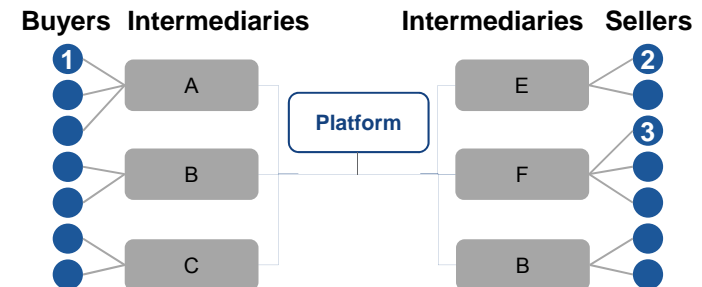 Buyers Intermediaries Intermediaries Sellers
1 2
A E
Platform
3
B F
C B